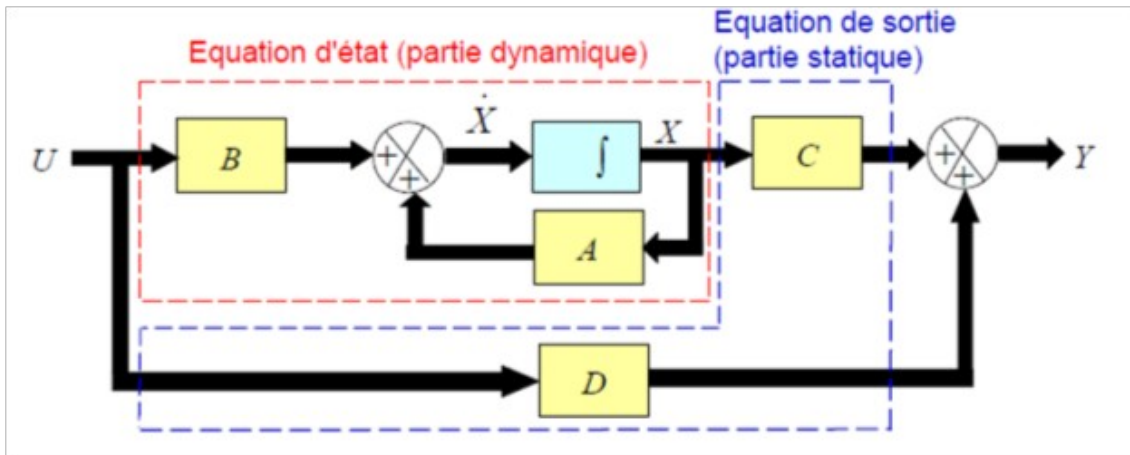 Equation de sortie
(partie statique)
Equation d'état (partie dynamique)
U
B
+
+
Ẋ
∫
X
C
+
+
Y
A
D